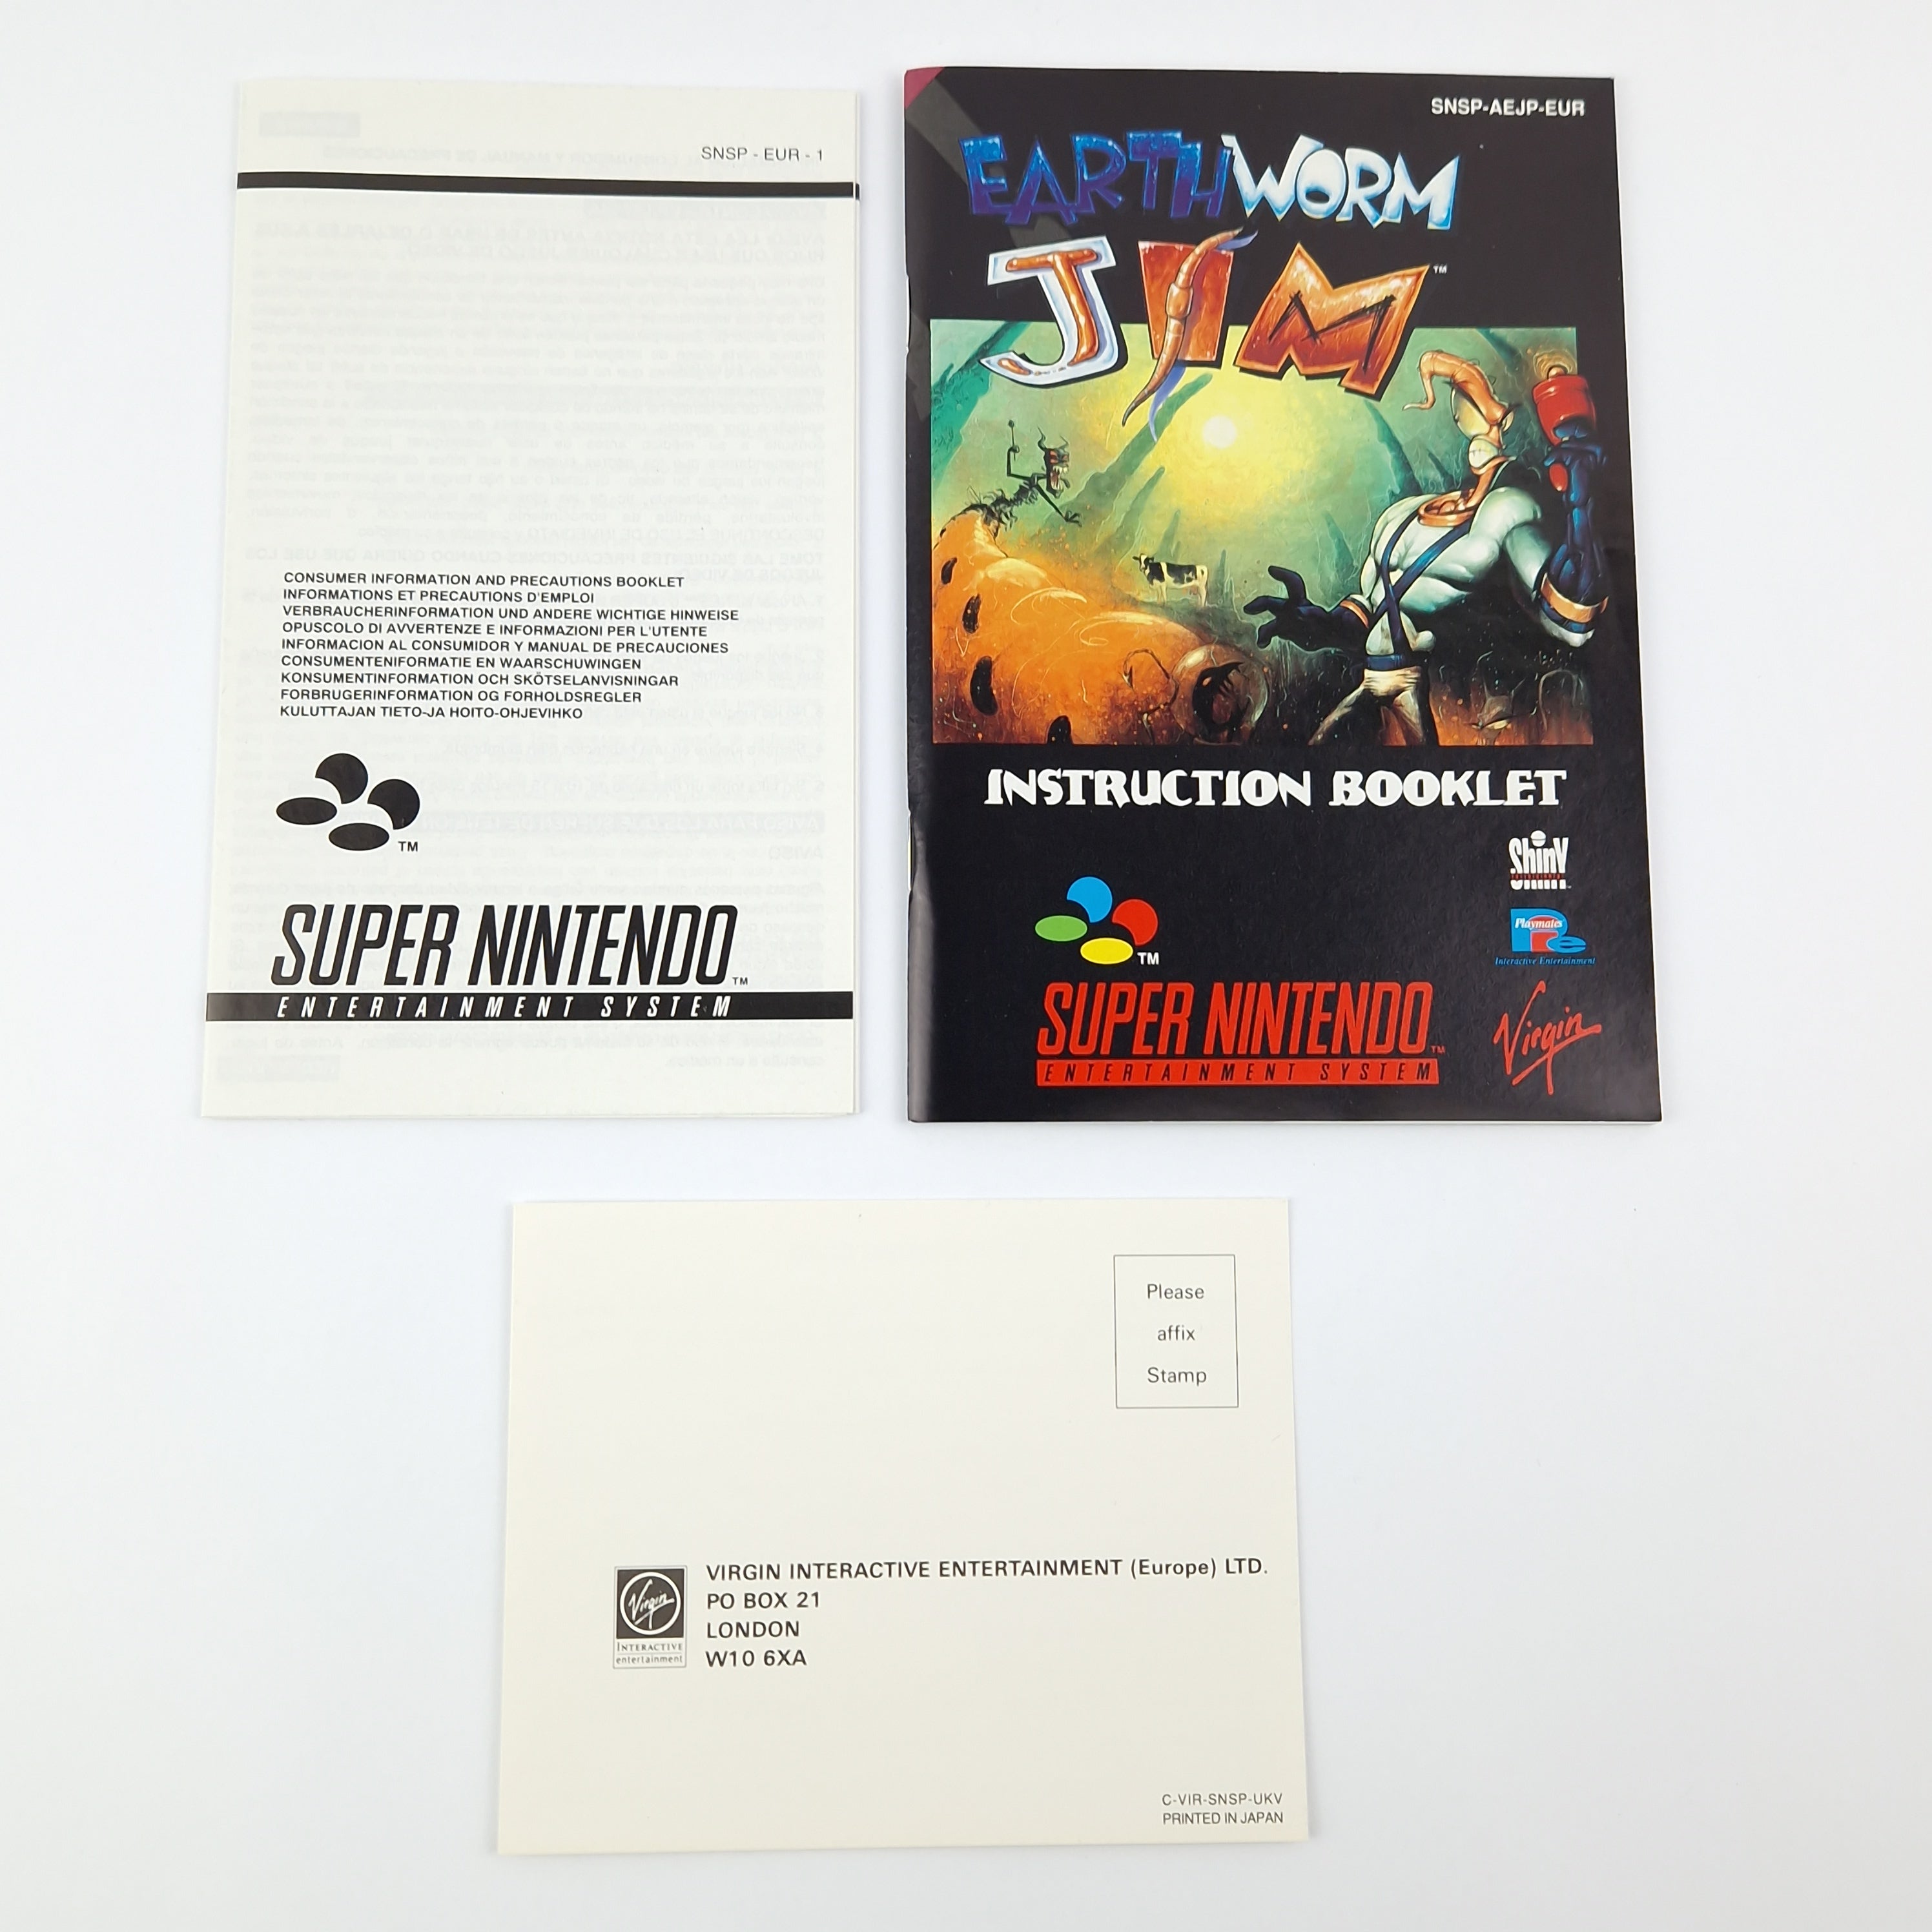 SNSP - EUR - 1
CONSUMER INFORMATION AND PRECAUTIONS BOOKLET
INFORMATIONS ET PRECAUTIONS D'EMPLOI
VERBRAUCHERINFORMATION UND ANDERE WICHTIGE HINWEISE
OPUSCOLO DI AVVERTENZE E INFORMAZIONI PER L'UTENTE
INFORMACION AL CONSUMIDOR Y MANUAL DE PRECAUCIONES
CONSUMENTENINFORMATIE EN WAARSCHUWINGEN
KONSUMENTINFORMATION OCH SKÖTSELANVISNINGAR
FORBRUGERINFORMATION OG FORHOLDSREGLER
KULUTTAJAN TIETO-JA HOITO-OHJEVIHKO
TM
SUPER NINTENDO TM
ENTERTAINMENT SYSTEM
SNSP-AEJP-EUR
EARTHWORM
JIM TM
INSTRUCTION BOOKLET
Shiny
ENTERTAINMENT
Playmates
Interactive Entertainment
TM
SUPER NINTENDO TM
ENTERTAINMENT SYSTEM
Virgin
Please
affix
Stamp
Virgin
INTERACTIVE
entertainment
VIRGIN INTERACTIVE ENTERTAINMENT (Europe) LTD.
PO BOX 21
LONDON
W10 6XA
C-VIR-SNSP-UKV
PRINTED IN JAPAN